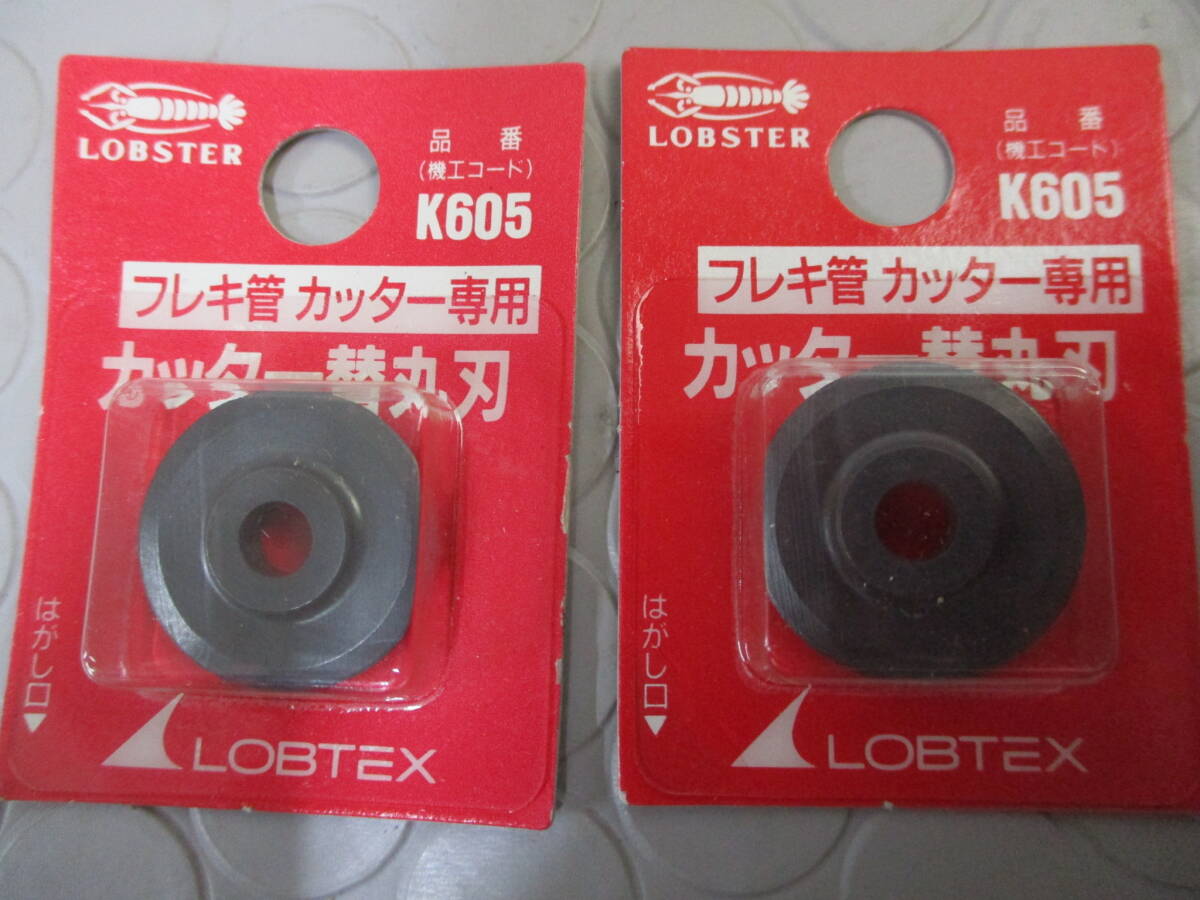 LOBSTER
品番
(機工コード)
K605
フレキ管 カッター専用
カッター替丸刃
はがし口▼
LOBTEX
LOBSTER
品番
(機工コード)
K605
フレキ管 カッター専用
カッター替丸刃
はがし口▼
LOBTEX